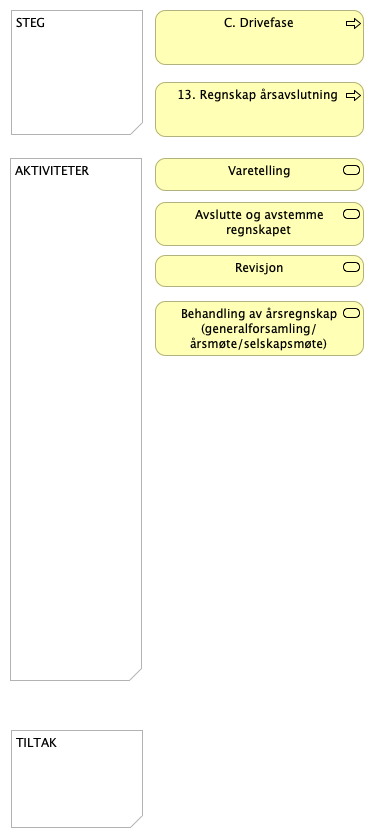 STEG
C. Drivefase
13. Regnskap årsavslutning
AKTIVITETER
Varetelling
Avslutte og avstemme
regnskapet
Revisjon
Behandling av årsregnskap
(generalforsamling/
årsmøte/selskapsmøte)
TILTAK